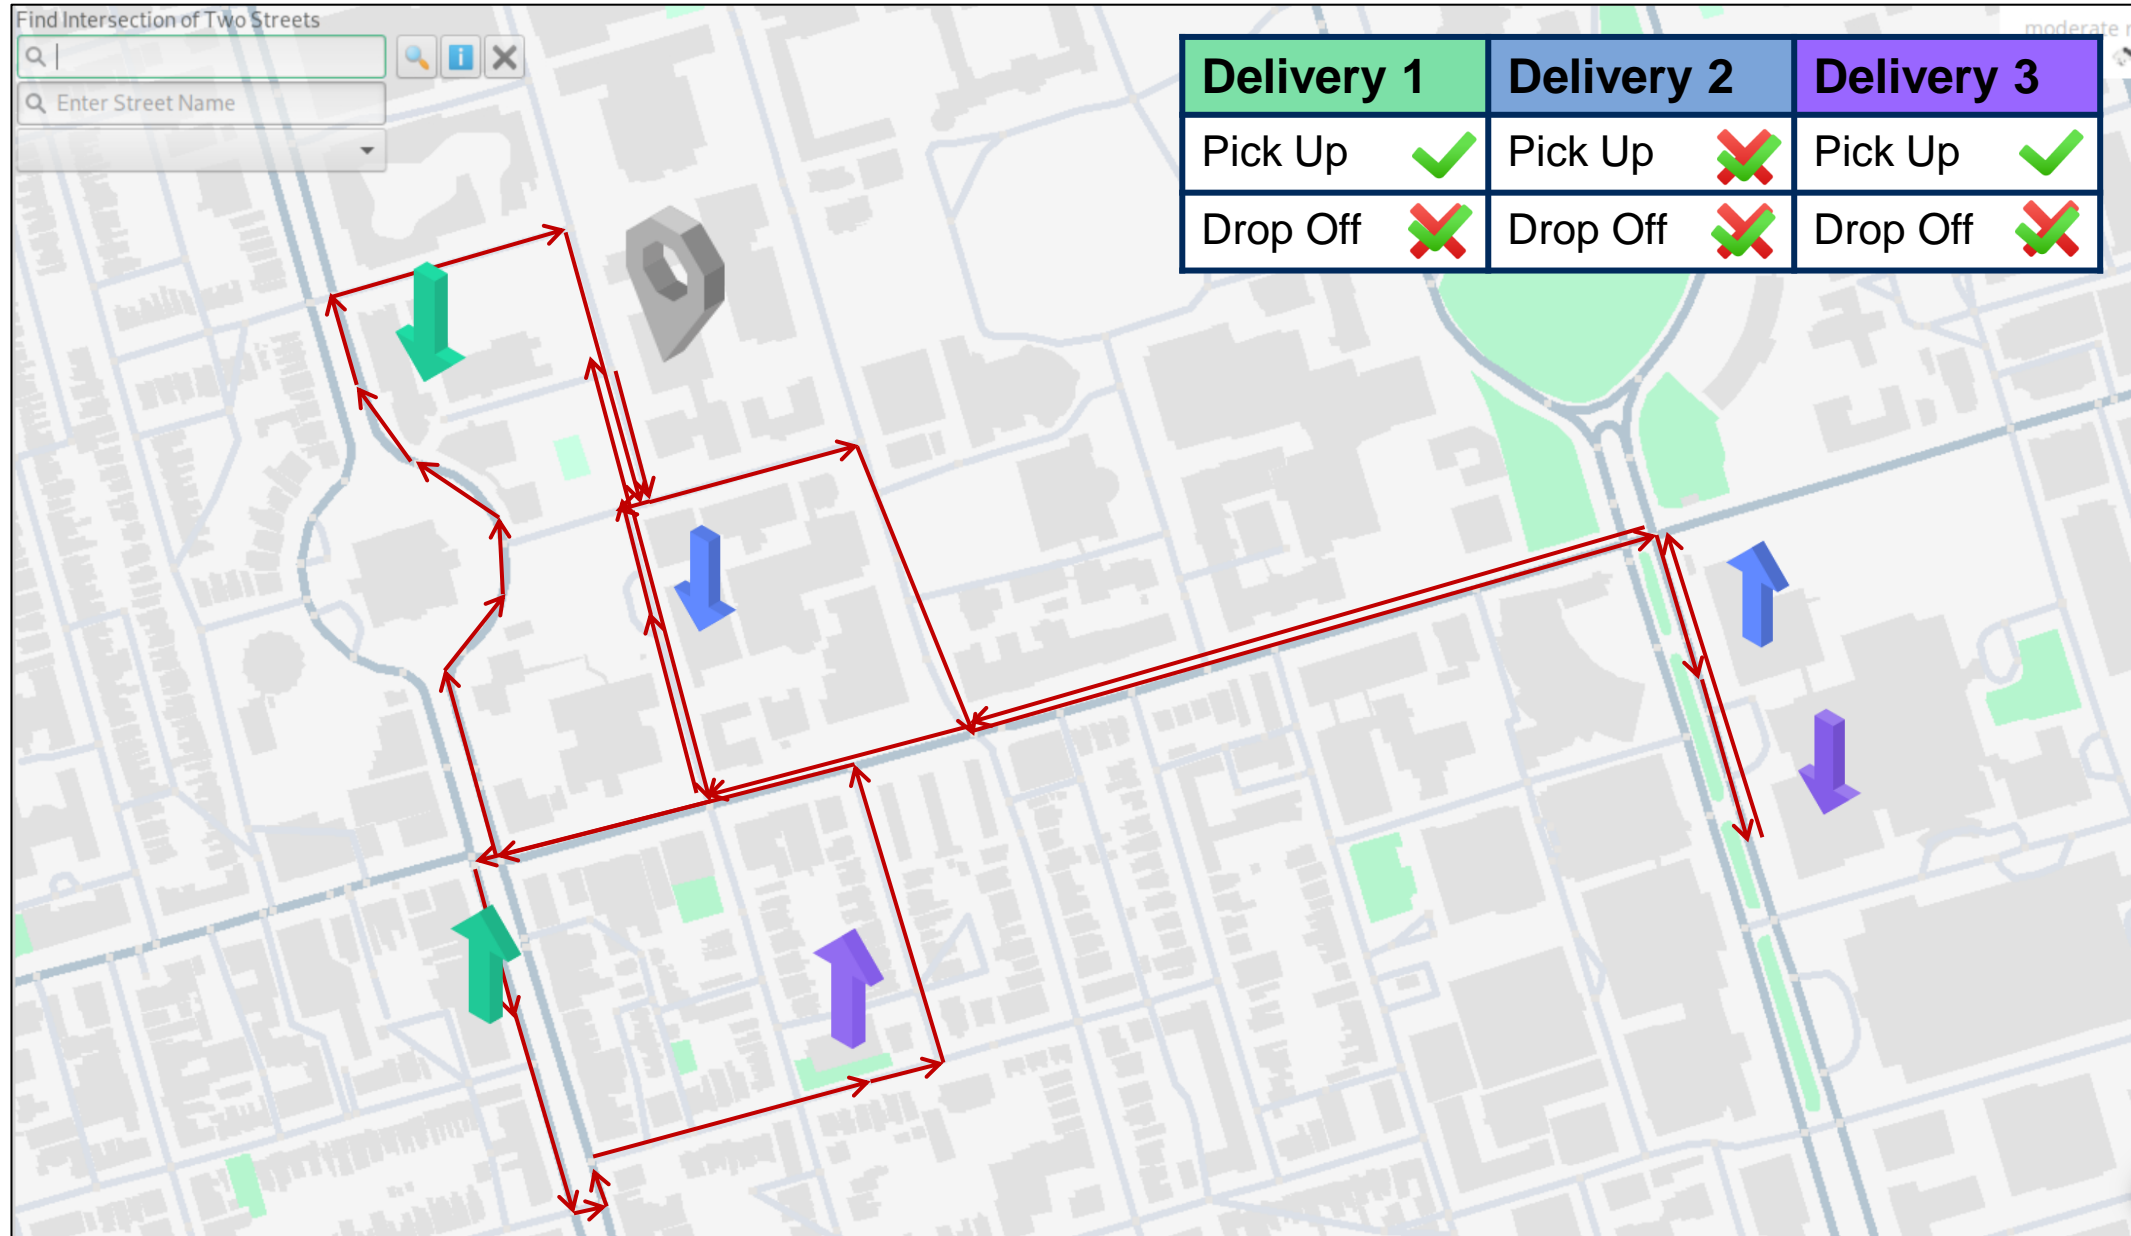 Find Intersection of Two Streets
Enter Street Name
moderate r
Delivery 1 Delivery 2 Delivery 3
Pick Up Pick Up Pick Up
Drop Off Drop Off Drop Off